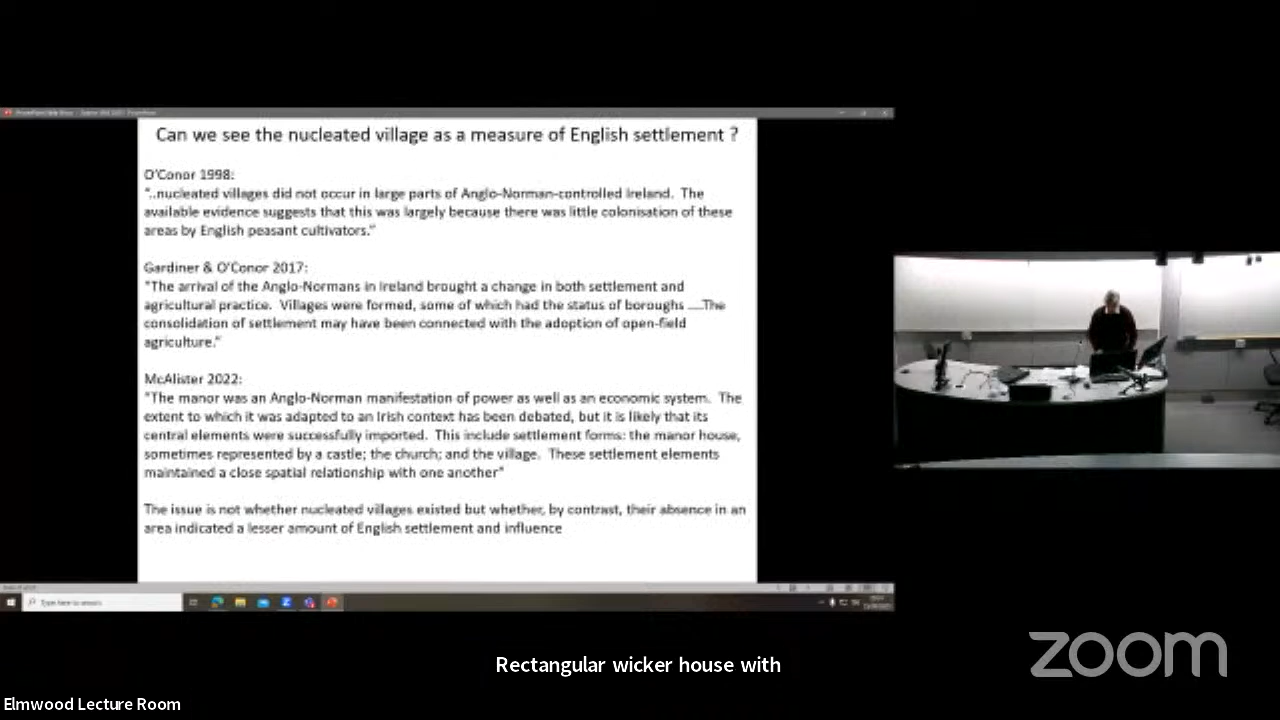 Can we see the nucleated village as a measure of English settlement ?
O'Conor 1998:
"..nucleated villages did not occur in large parts of Anglo-Norman-controlled Ireland. The
available evidence suggests that this was largely because there was little colonisation of these
areas by English peasant cultivators."
Gardiner & O'Conor 2017:
"The arrival of the Anglo-Normans in Ireland brought a change in both settlement and
agricultural practice. Villages were formed, some of which had the status of boroughs ....The
consolidation of settlement may have been connected with the adoption of open-field
agriculture."
McAlister 2022:
"The manor was an Anglo-Norman manifestation of power as well as an economic system. The
extent to which it was adapted to an Irish context has been debated, but it is likely that its
central elements were successfully imported. This include settlement forms: the manor house,
sometimes represented by a castle; the church; and the village. These settlement elements
maintained a close spatial relationship with one another"
The issue is not whether nucleated villages existed but whether, by contrast, their absence in an
area indicated a lesser amount of English settlement and influence
Type here to search
Rectangular wicker house with
zoom
Elmwood Lecture Room